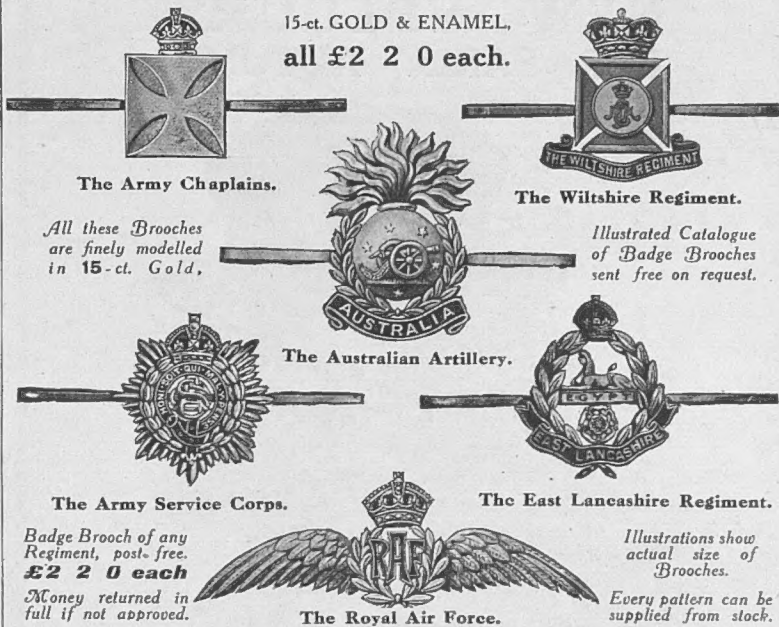 15-ct. GOLD & ENAMEL,
all £2 2 0 each.
THE WILTSHIRE REGIMENT
The Army Chaplains.
The Wiltshire Regiment.
All these Brooches
are finely modelled
in 15-ct. Gold,
Illustrated Catalogue
of Badge Brooches
sent free on request.
AUSTRALIA
The Australian Artillery.
EGYPT
EAST LANCASHIRE
The Army Service Corps.
The East Lancashire Regiment.
Badge Brooch of any
Regiment, post free.
£2 2 0 each
Money returned in
full if not approved.
RAF
The Royal Air Force.
Illustrations show
actual size of
Brooches.
Every pattern can be
supplied from stock.